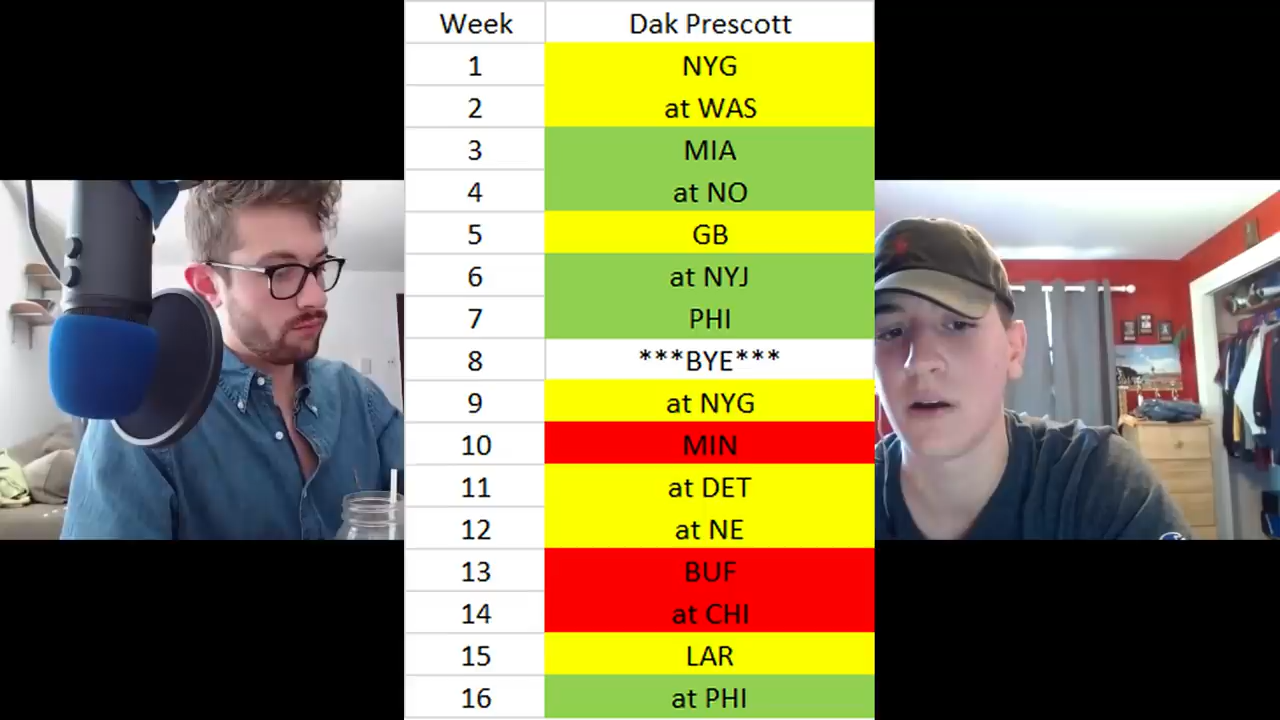 Week Dak Prescott
1 NYG
2 at WAS
3 MIA
4 at NO
5 GB
6 at NYJ
7 PHI
8 ***BYE***
9 at NYG
10 MIN
11 at DET
12 at NE
13 BUF
14 at CHI
15 LAR
16 at PHI